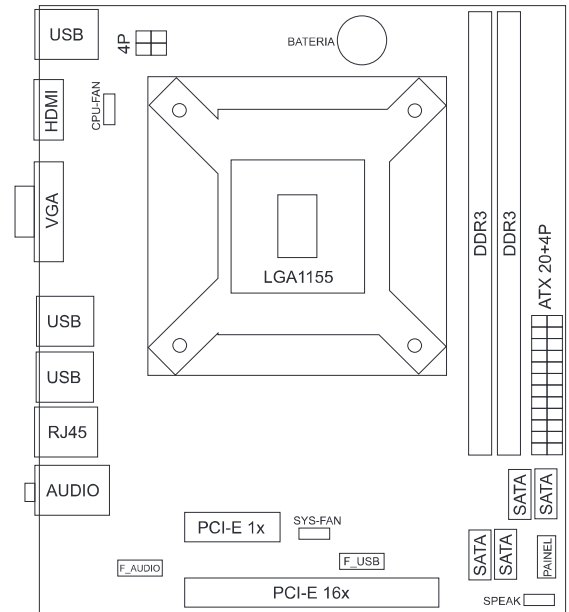 USB
4P
BATERIA
HDMI
CPU-FAN
VGA
DDR3
DDR3
ATX 20+4P
LGA1155
USB
USB
RJ45
AUDIO
SATA
SATA
PCI-E 1x
SYS-FAN
SATA
SATA
PAINEL
F_AUDIO
F_USB
PCI-E 16x
SPEAK